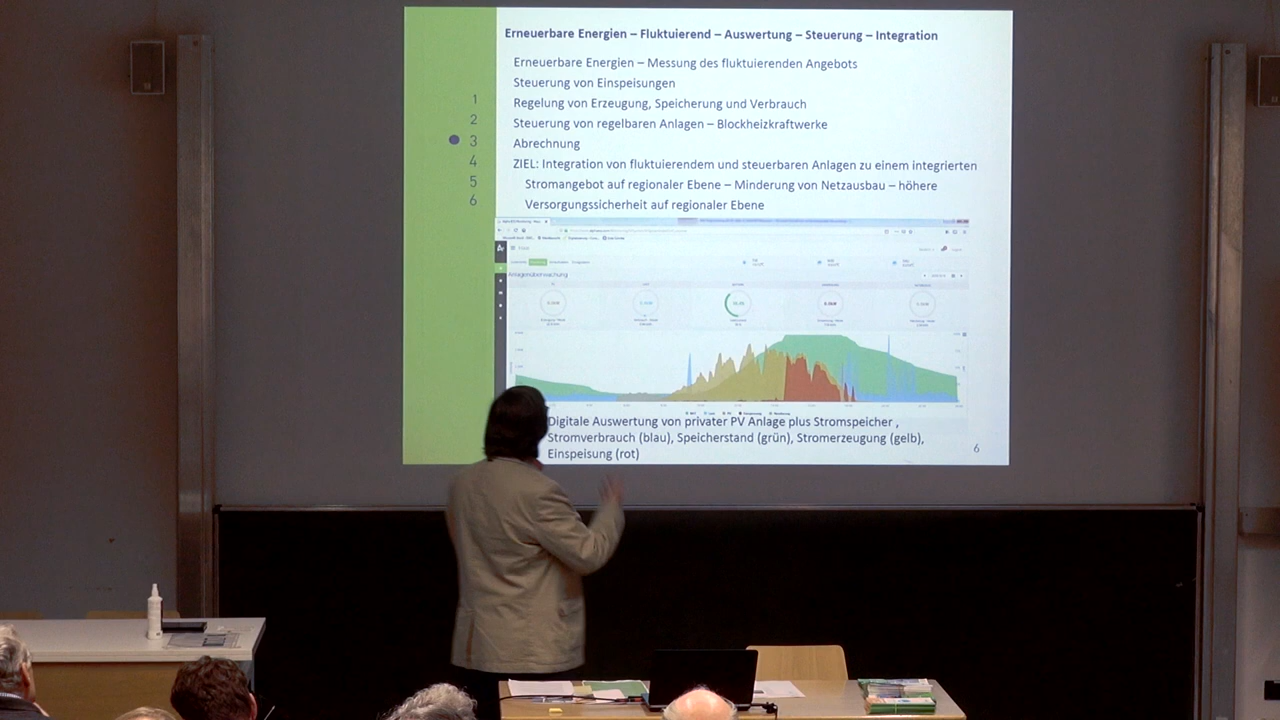 Erneuerbare Energien – Fluktuierend – Auswertung – Steuerung – Integration
Erneuerbare Energien – Messung des fluktuierenden Angebots
Steuerung von Einspeisungen
1
Regelung von Erzeugung, Speicherung und Verbrauch
2
Steuerung von regelbaren Anlagen – Blockheizkraftwerke
3
Abrechnung
4
ZIEL: Integration von fluktuierendem und steuerbaren Anlagen zu einem integrierten
5
Stromangebot auf regionaler Ebene – Minderung von Netzausbau – höhere
6
Versorgungssicherheit auf regionaler Ebene
Anlagenüberwachung
Digitale Auswertung von privater PV Anlage plus Stromspeicher ,
Stromverbrauch (blau), Speicherstand (grün), Stromerzeugung (gelb),
Einspeisung (rot)
6